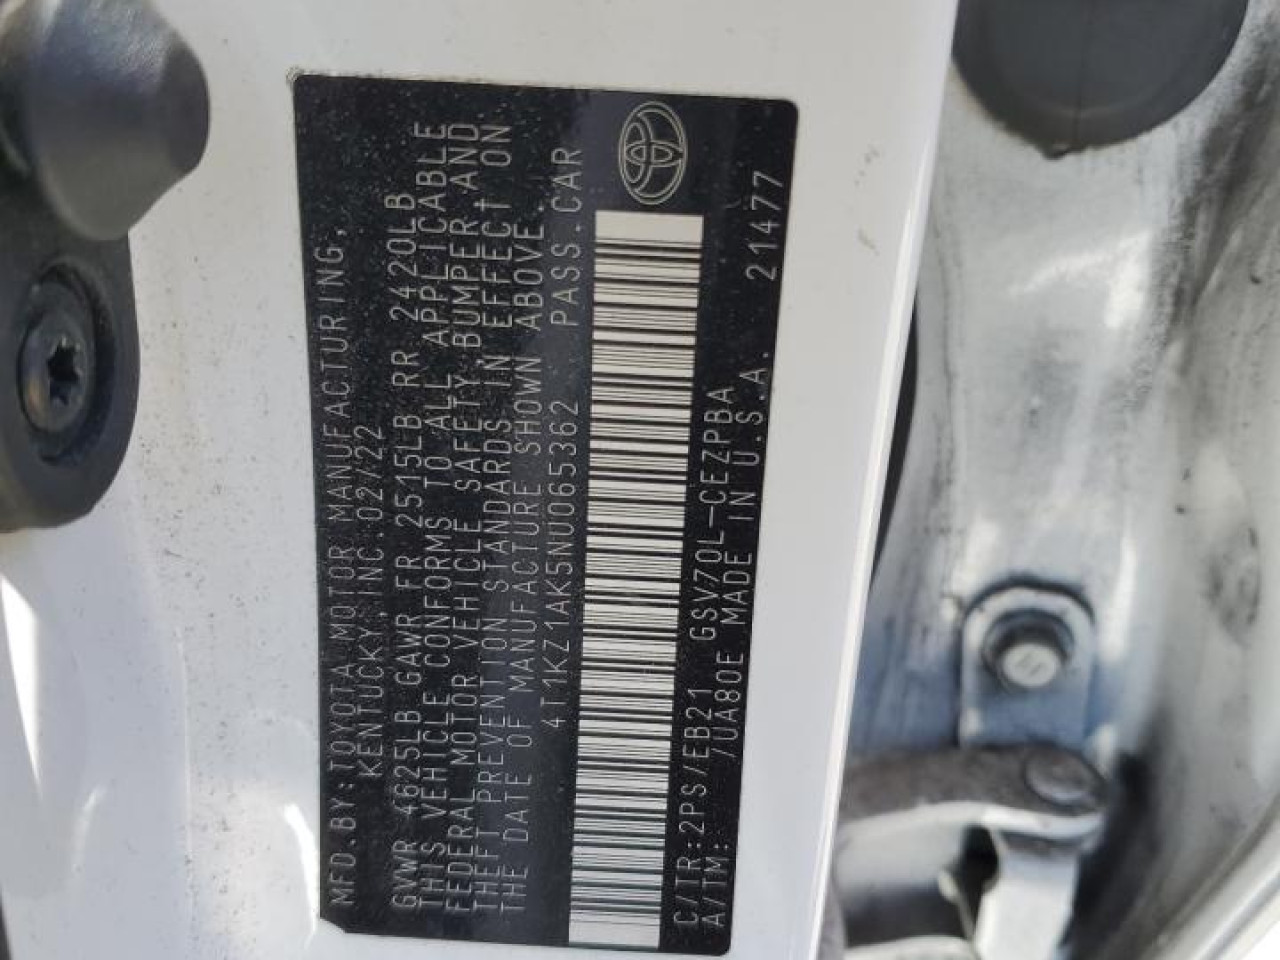 MFD.BY:TOYOTA MOTOR MANUFACTURING,
KENTUCKY,INC.02/22
GVWR 4625LB GAWR FR 2515LB RR 2420LB
THIS VEHICLE CONFORMS TO ALL APPLICABLE
FEDERAL MOTOR VEHICLE SAFETY,BUMPER AND
THEFT PREVENTION STANDARDS IN EFFECT ON
THE DATE OF MANUFACTURE SHOWN ABOVE.
4T1KZ1AK5NU065362 PASS.CAR
C/TR:2PS/EB21 GSV70L-CEZPBA
A/TM: /UA80E MADE IN U.S.A. 21477